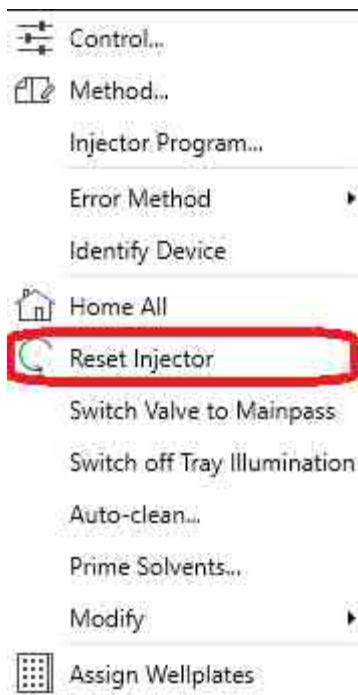 Control...
Method...
Injector Program...
Error Method
Identify Device
Home All
Reset Injector
Switch Valve to Mainpass
Switch off Tray Illumination
Auto-clean...
Prime Solvents...
Modify
Assign Wellplates